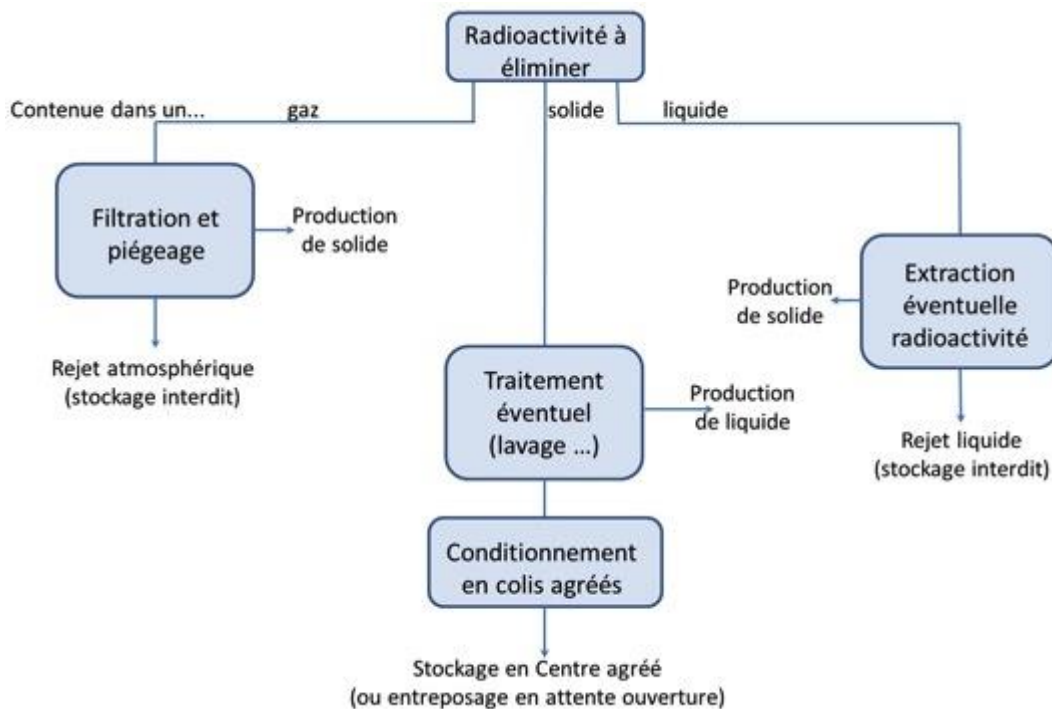 Radioactivité à
éliminer
Contenue dans un...
gaz
solide
liquide
Filtration et
piégeage
Production
de solide
Rejet atmosphérique
(stockage interdit)
Production
de solide
Extraction
éventuelle
radioactivité
Rejet liquide
(stockage interdit)
Traitement
éventuel
(lavage ...)
Production
de liquide
Conditionnement
en colis agréés
Stockage en Centre agréé
(ou entreposage en attente ouverture)